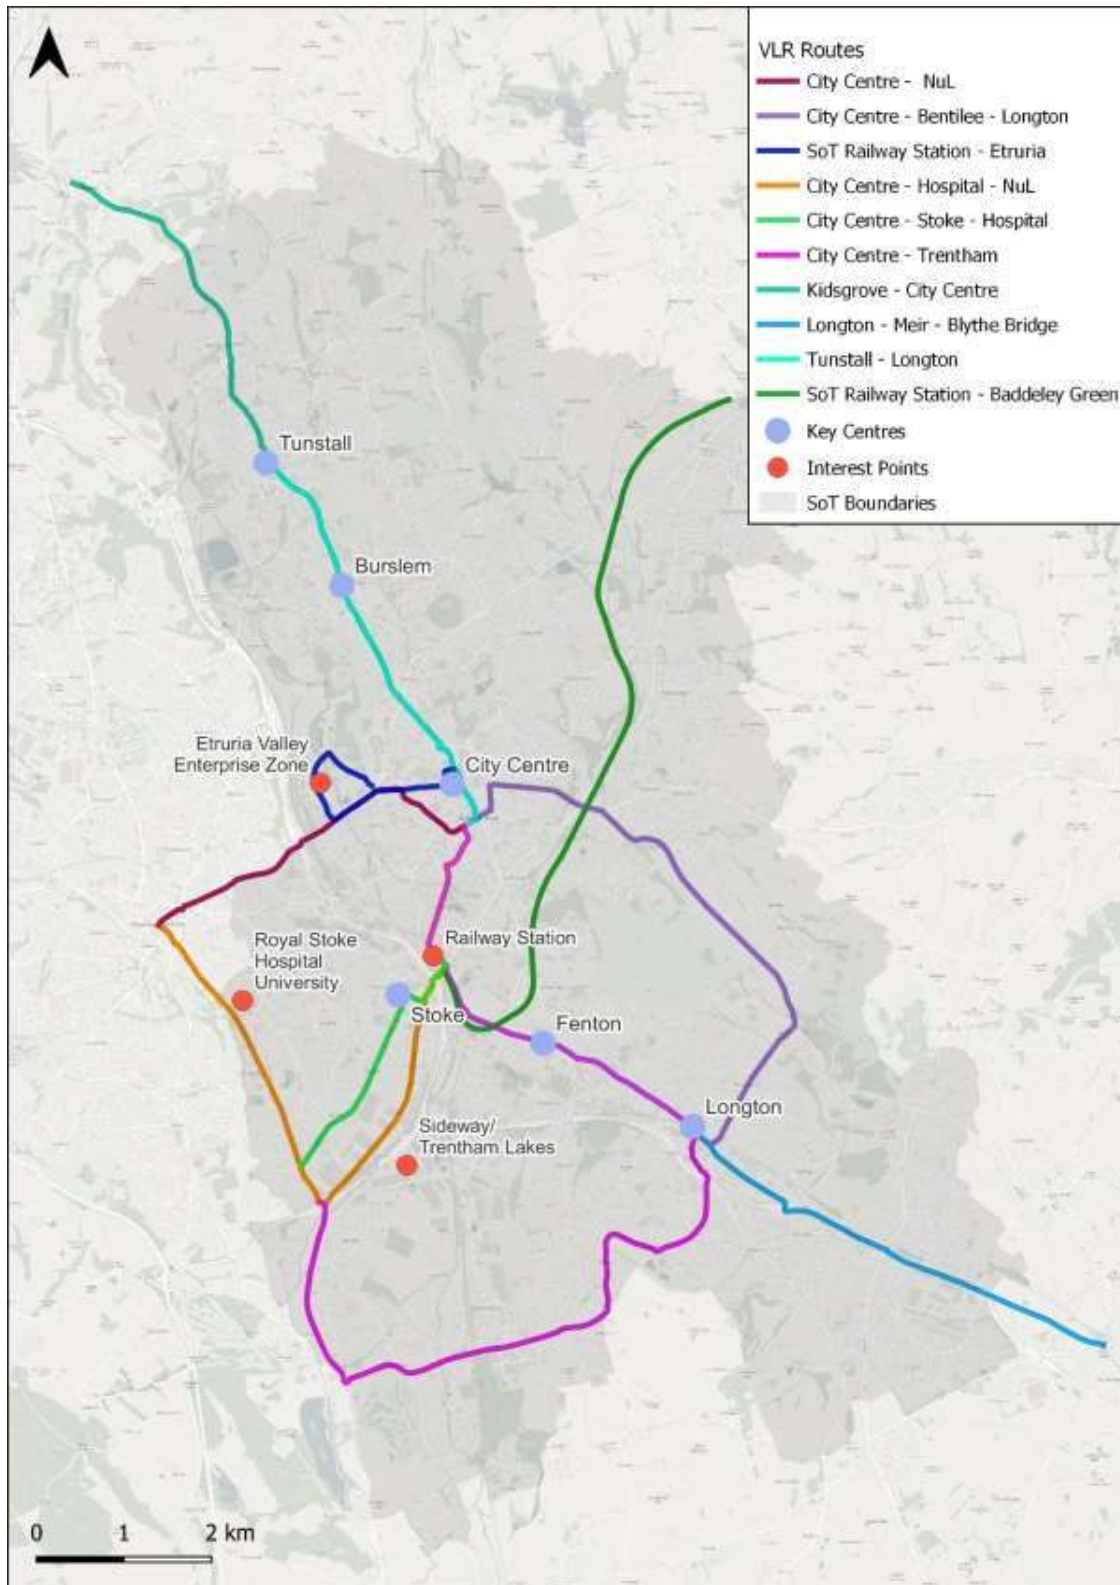 VLR Routes
City Centre - NuL
City Centre - Bentilee - Longton
SoT Railway Station - Etruria
City Centre - Hospital - NuL
City Centre - Stoke - Hospital
City Centre - Trentham
Kidsgrove - City Centre
Longton - Meir - Blythe Bridge
Tunstall - Longton
SoT Railway Station - Baddeley Green
Key Centres
Interest Points
SoT Boundaries
Tunstall
Burslem
Etruria Valley
Enterprise Zone
City Centre
Royal Stoke
Hospital
University
Railway Station
Stoke
Fenton
Longton
Sideway/
Trentham Lakes
0 1 2 km